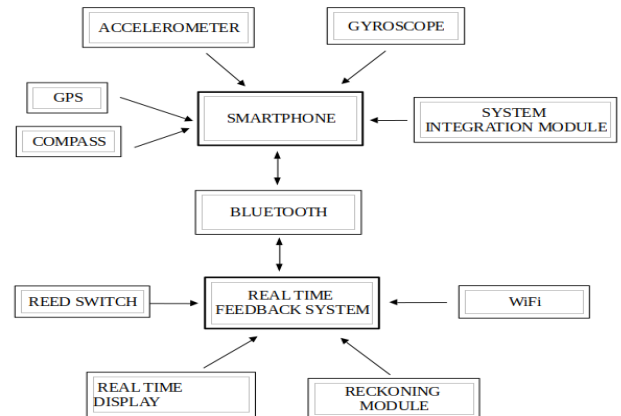 ACCELEROMETER
GYROSCOPE
GPS
SMARTPHONE
SYSTEM
INTEGRATION MODULE
COMPASS
BLUETOOTH
REED SWITCH
REAL TIME
FEEDBACK SYSTEM
WiFi
REAL TIME
DISPLAY
RECKONING
MODULE